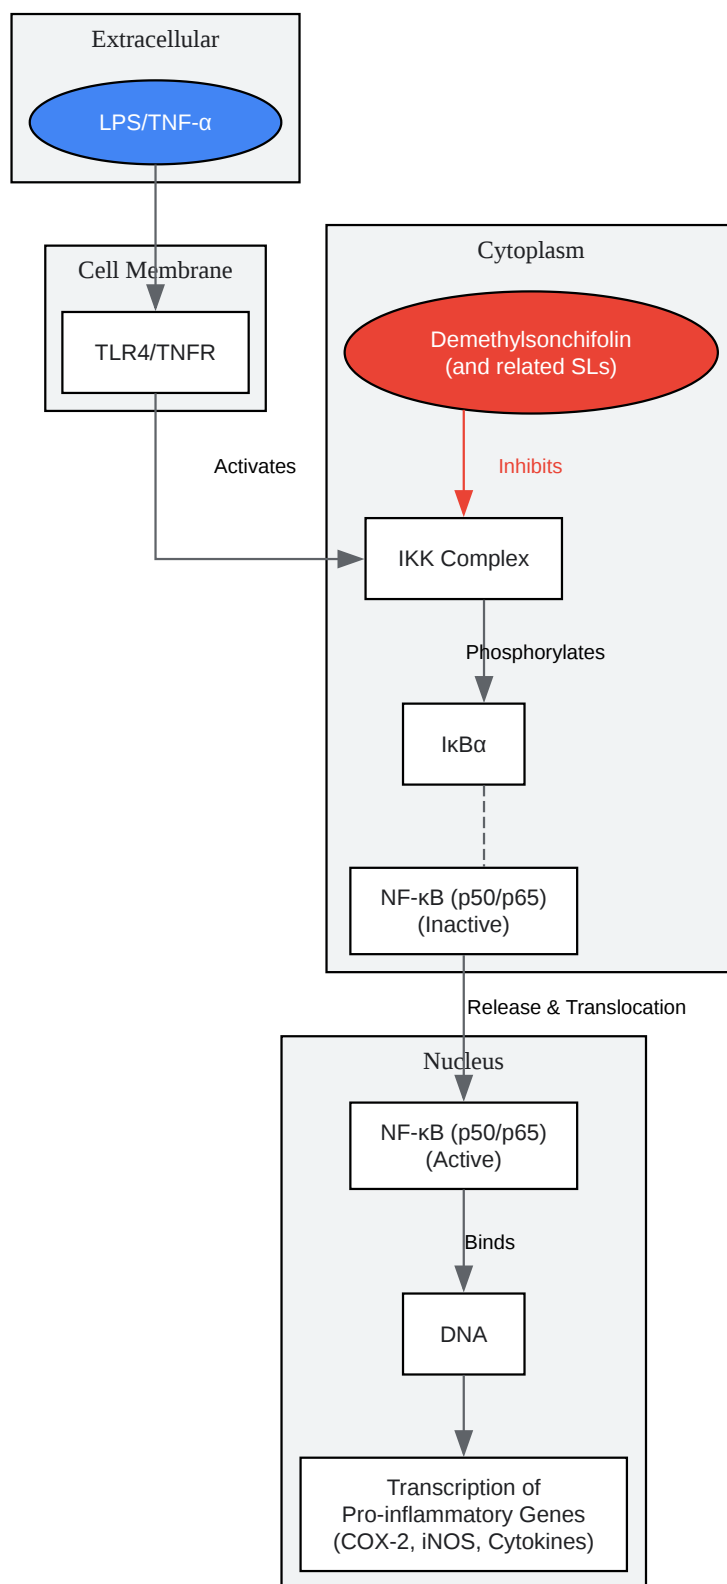 Extracellular
LPS/TNF-α
Cell Membrane
TLR4/TNFR
Activates
Cytoplasm
Demethylsonchifolin
(and related SLs)
Inhibits
IKK Complex
Phosphorylates
IκBα
NF-κB (p50/p65)
(Inactive)
Release & Translocation
Nucleus
NF-κB (p50/p65)
(Active)
Binds
DNA
Transcription of
Pro-inflammatory Genes
(COX-2, iNOS, Cytokines)